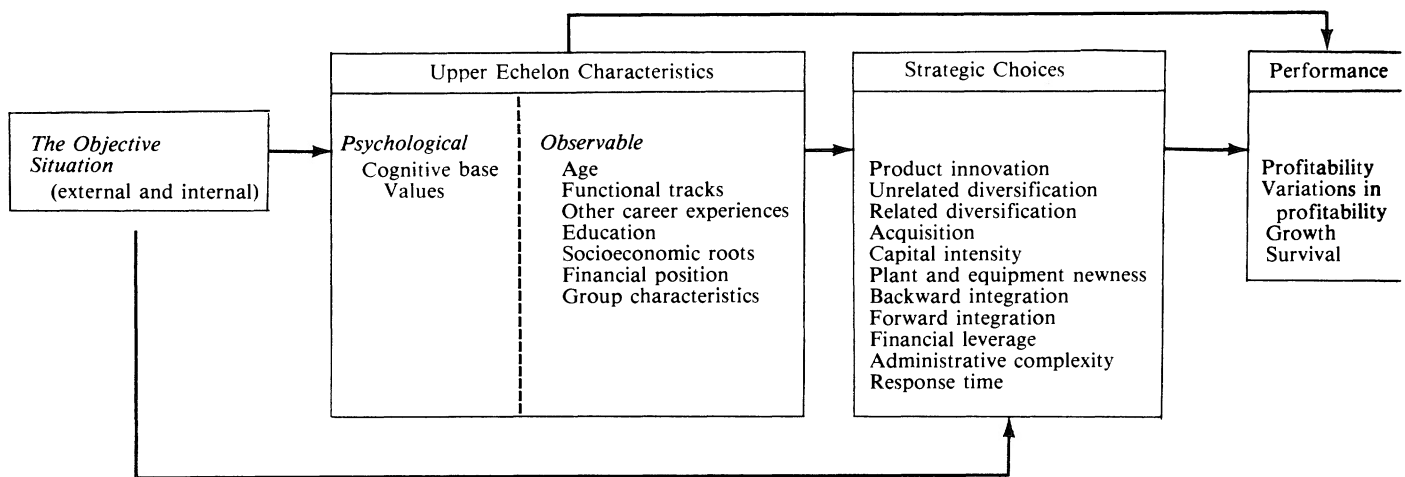 Upper Echelon Characteristics
Strategic Choices
Performance
The Objective
Situation
(external and internal)
Psychological
Cognitive base
Values
Observable
Age
Functional tracks
Other career experiences
Education
Socioeconomic roots
Financial position
Group characteristics
Product innovation
Unrelated diversification
Related diversification
Acquisition
Capital intensity
Plant and equipment newness
Backward integration
Forward integration
Financial leverage
Administrative complexity
Response time
Profitability
Variations in
profitability
Growth
Survival